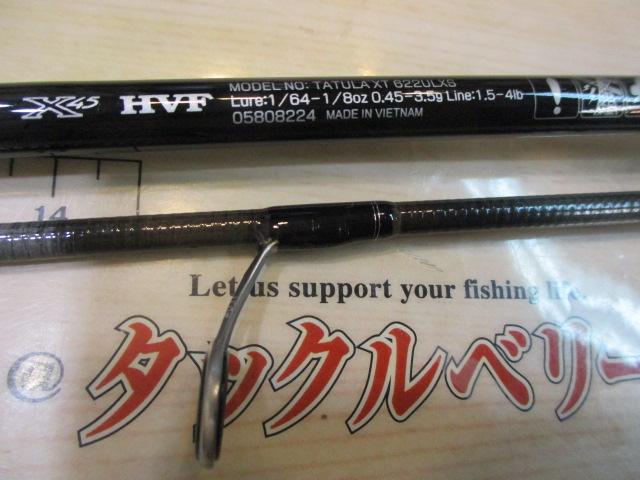 X45 HVF
MODEL NO: TATULA XT 622ULXS
Lure:1/64-1/8oz 0.45-3.5g Line:1.5-4lb
05808224 MADE IN VIETNAM
14
Let us support your fishing life.
@タックルベリー